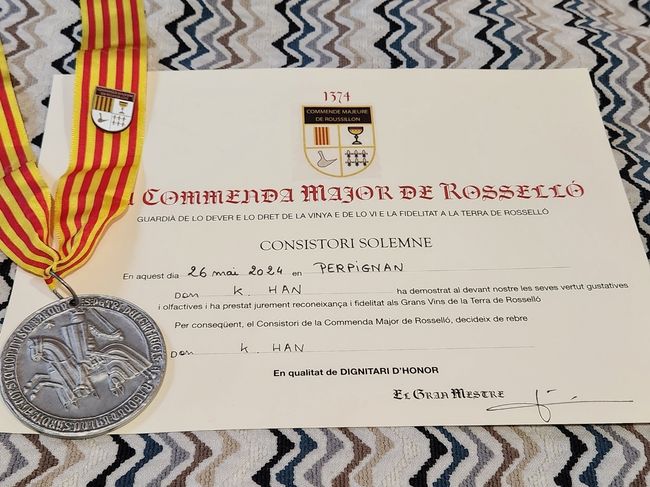 1374
COMMENDE MAJEURE
DE ROUSSILLON
COMMENDA MAJOR DE ROSSELLÓ
GUARDIÀ DE LO DEVER E LO DRET DE LA VINYA E DE LO VI E LA FIDELITAT A LA TERRA DE ROSSELLÓ
CONSISTORI SOLEMNE
En aquest dia 26 mai 2024 en PERPIGNAN
Don K. HAN ha demostrat al devant nostre les seves vertut gustatives
i olfactives i ha prestat jurement reconeixança i fidelitat als Grans Vins de la Terra de Rosselló
Per conseqüent, el Consistori de la Commenda Major de Rosselló, decideix de rebre
Don K. HAN
En qualitat de DIGNITARI D'HONOR
EL GRAN MESTRE